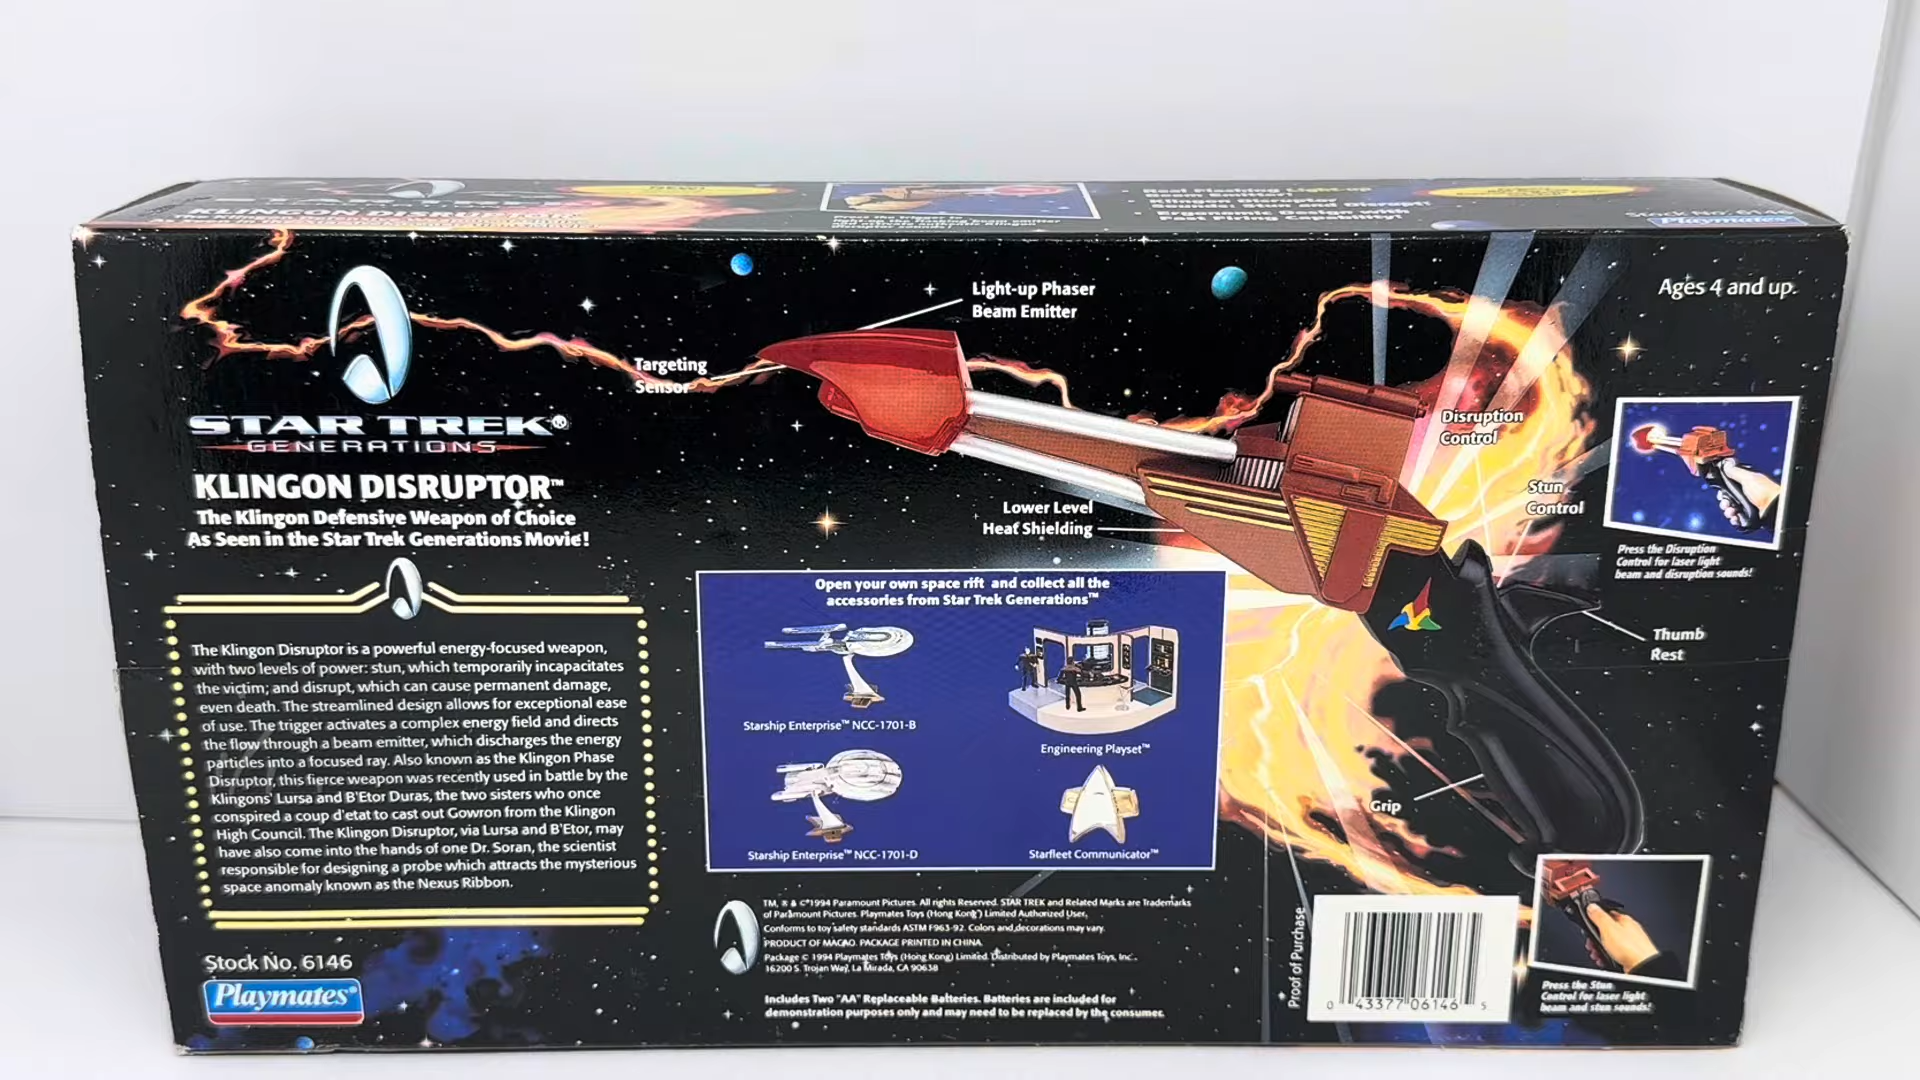 NEW!
KLINGON DISRUPTOR
Real Flashing Light-up
Beam Emitter!
Stock No. 6146
Playmates
Ages 4 and up.
STAR TREK®
GENERATIONS
KLINGON DISRUPTOR™
The Klingon Defensive Weapon of Choice
As Seen in the Star Trek Generations Movie!
The Klingon Disruptor is a powerful energy-focused weapon,
with two levels of power: stun, which temporarily incapacitates
the victim; and disrupt, which can cause permanent damage,
even death. The streamlined design allows for exceptional ease
of use. The trigger activates a complex energy field and directs
the flow through a beam emitter, which discharges the energy
particles into a focused ray. Also known as the Klingon Phase
Disruptor, this fierce weapon was recently used in battle by the
Klingons' Lursa and B'Etor Duras, the two sisters who once
conspired a coup d'etat to cast out Gowron from the Klingon
High Council. The Klingon Disruptor, via Lursa and B'Etor, may
have also come into the hands of one Dr. Soran, the scientist
responsible for designing a probe which attracts the mysterious
space anomaly known as the Nexus Ribbon.
Stock No. 6146
Playmates®
Light-up Phaser
Beam Emitter
Targeting
Sensor
Lower Level
Heat Shielding
Disruption
Control
Stun
Control
Thumb
Rest
Grip
Press the Disruption
Control for laser light
beam and disruption sounds!
Open your own space rift and collect all the
accessories from Star Trek Generations™
Starship Enterprise™ NCC-1701-B
Engineering Playset™
Starship Enterprise™ NCC-1701-D
Starfleet Communicator™
TM, ® & ©1994 Paramount Pictures. All rights Reserved. STAR TREK and Related Marks are Trademarks
of Paramount Pictures. Playmates Toys (Hong Kong) Limited Authorized User.
Conforms to toy safety standards ASTM F963-92. Colors and decorations may vary.
PRODUCT OF MACAO. PACKAGE PRINTED IN CHINA.
Package © 1994 Playmates Toys (Hong Kong) Limited. Distributed by Playmates Toys, Inc.
16200 S. Trojan Way, La Mirada, CA 90638
Includes Two "AA" Replaceable Batteries. Batteries are included for
demonstration purposes only and may need to be replaced by the consumer.
Proof of Purchase
0 43377 06146 5
Press the Stun
Control for laser light
beam and stun sounds!